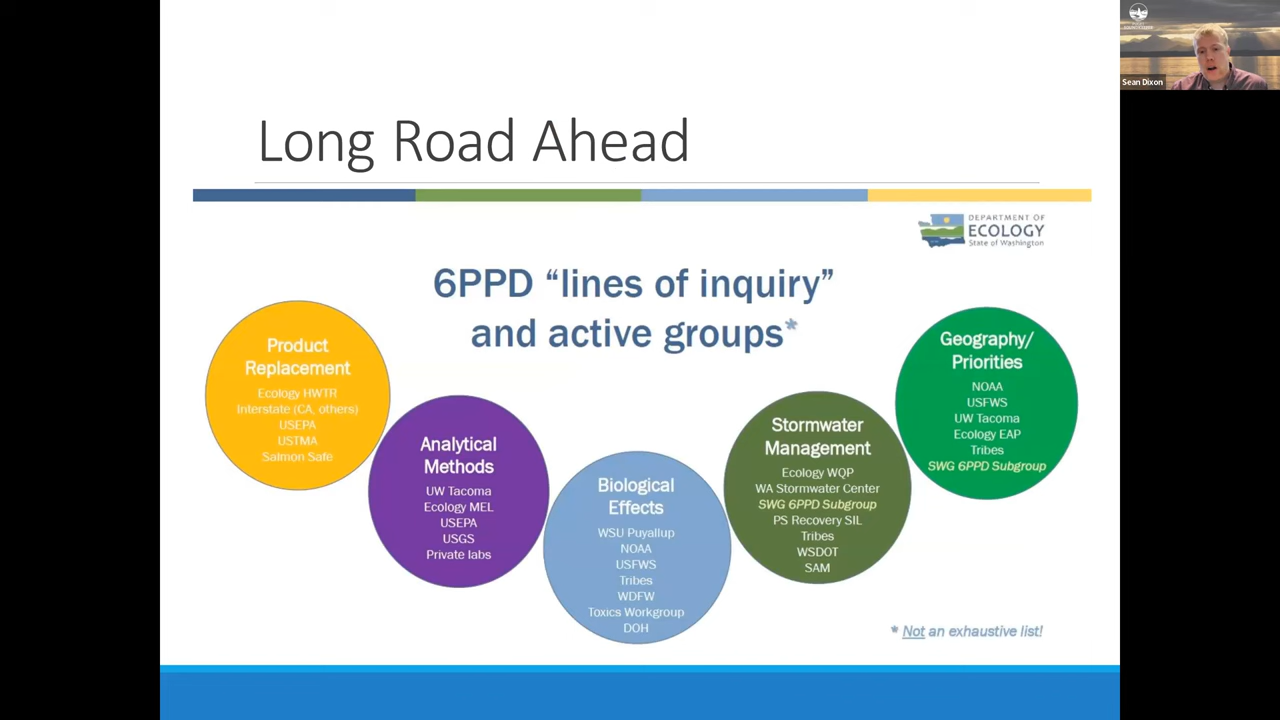 Long Road Ahead
DEPARTMENT OF
ECOLOGY
State of Washington
6PPD “lines of inquiry”
and active groups*
Product
Replacement
Ecology HWTR
Interstate (CA, others)
USEPA
USTMA
Salmon Safe
Analytical
Methods
UW Tacoma
Ecology MEL
USEPA
USGS
Private labs
Biological
Effects
WSU Puyallup
NOAA
USFWS
Tribes
WDFW
Toxics Workgroup
DOH
Stormwater
Management
Ecology WQP
WA Stormwater Center
SWG 6PPD Subgroup
PS Recovery SIL
Tribes
WSDOT
SAM
Geography/
Priorities
NOAA
USFWS
UW Tacoma
Ecology EAP
Tribes
SWG 6PPD Subgroup
* Not an exhaustive list!
Sean Dixon